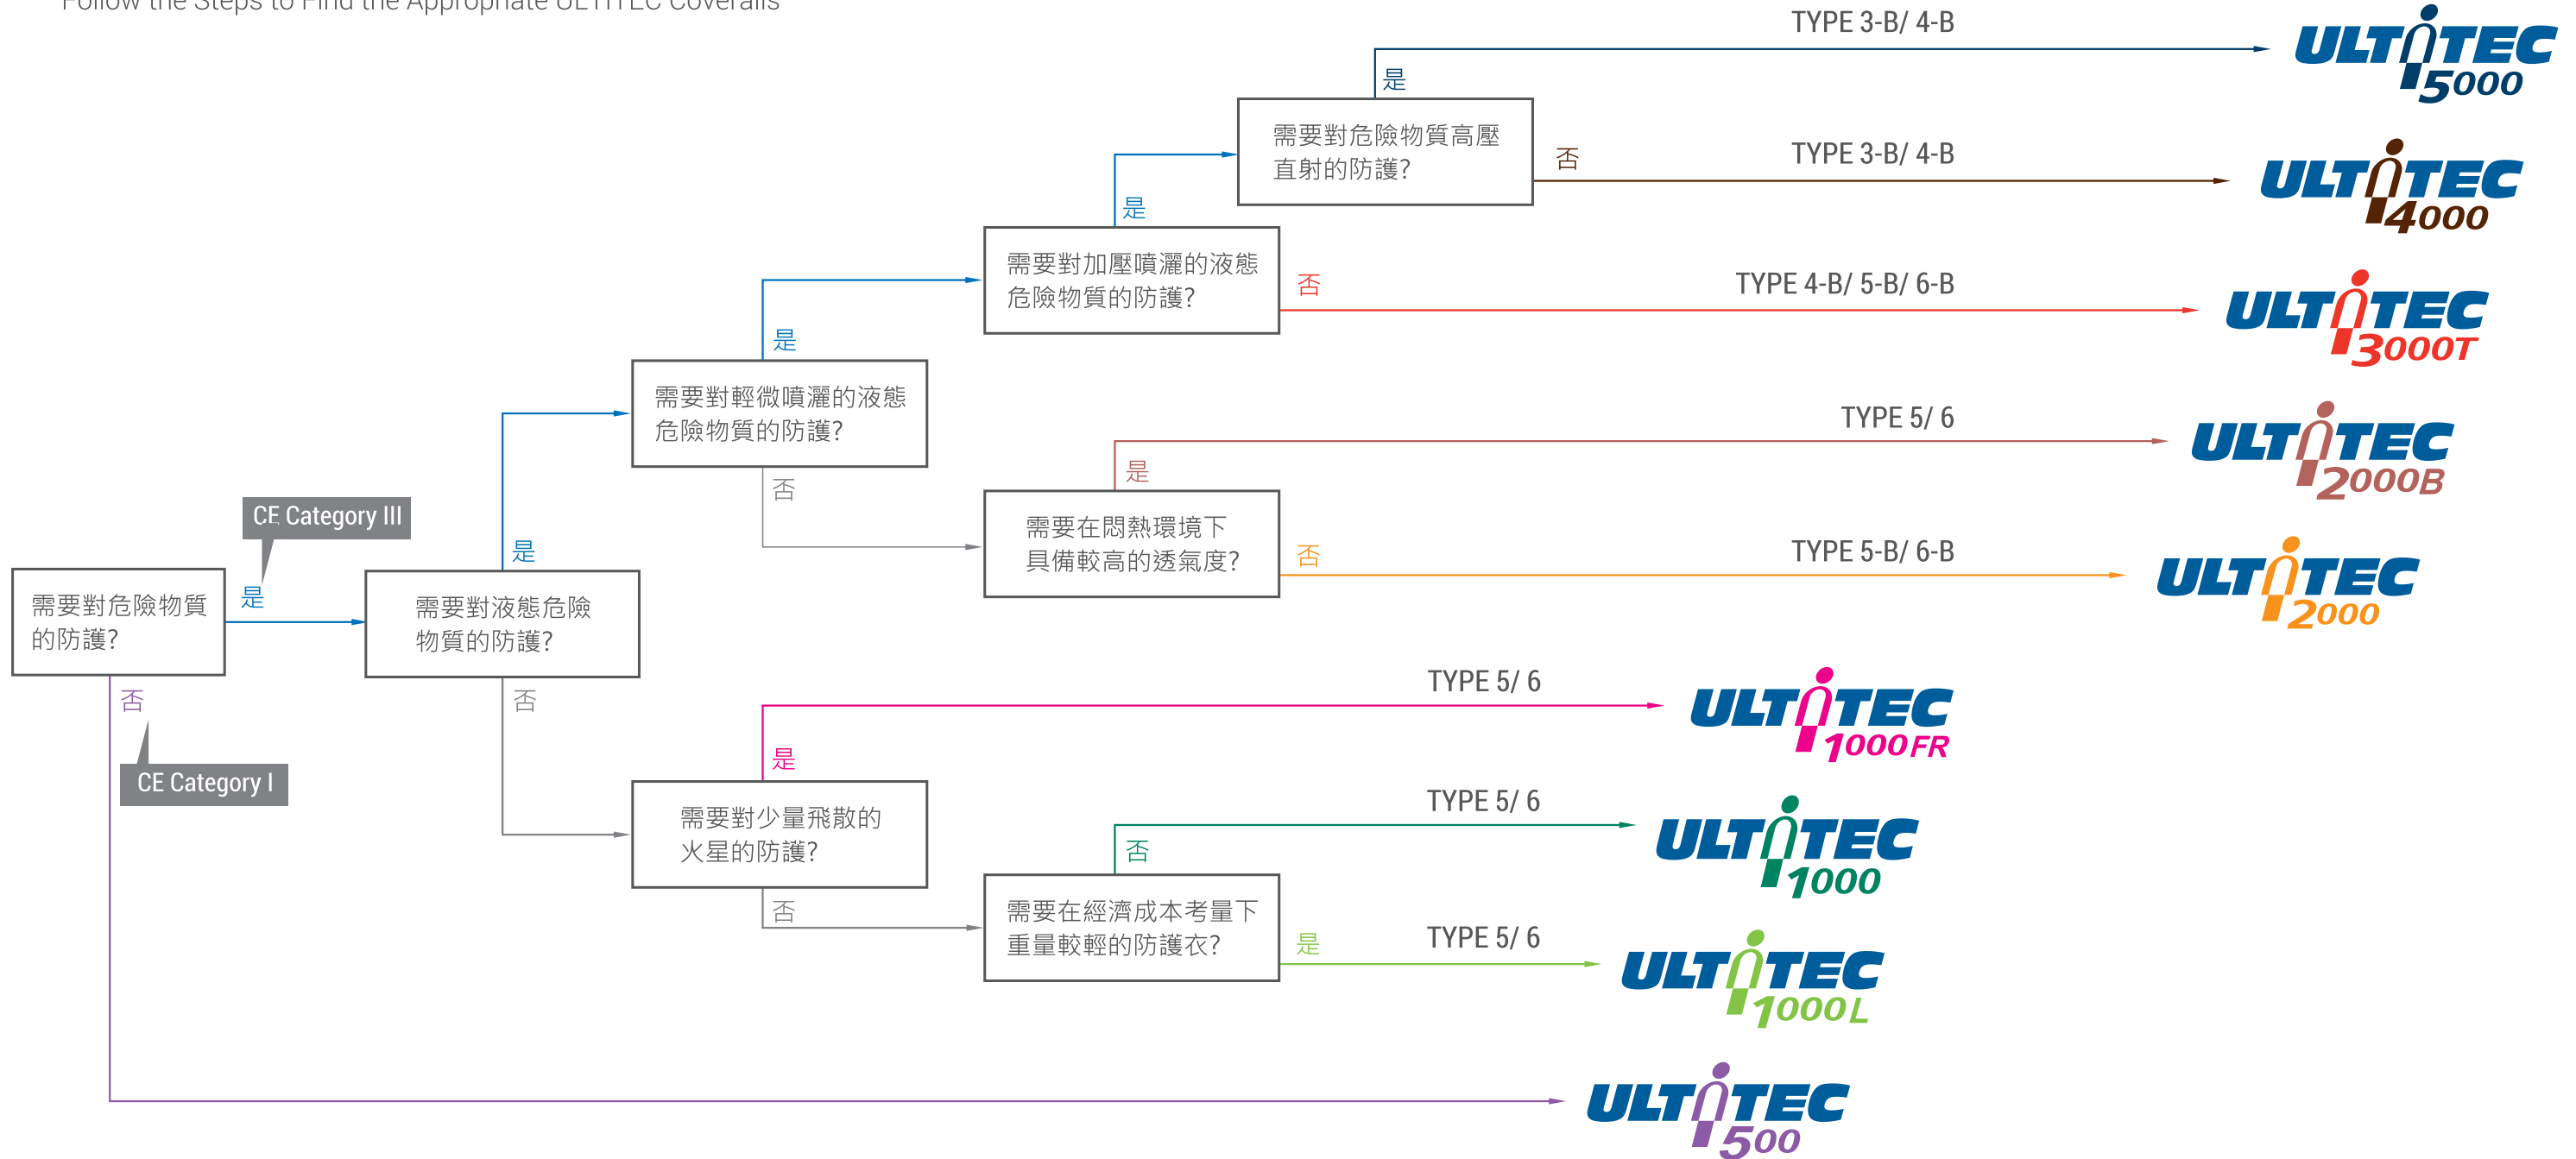 Follow the Steps to Find the Appropriate ULTITEC Coveralls
TYPE 3-B/ 4-B
ULTITEC
5000
是
需要對危險物質高壓
直射的防護?
否
TYPE 3-B/ 4-B
ULTITEC
4000
是
需要對加壓噴灑的液態
危險物質的防護?
否
TYPE 4-B/ 5-B/ 6-B
ULTITEC
3000T
是
需要對輕微噴灑的液態
危險物質的防護?
否
TYPE 5/ 6
ULTITEC
2000B
是
需要在悶熱環境下
具備較高的透氣度?
否
TYPE 5-B/ 6-B
ULTITEC
2000
CE Category III
是
是
需要對危險物質
的防護?
需要對液態危險
物質的防護?
否
CE Category I
否
TYPE 5/ 6
ULTITEC
1000FR
是
需要對少量飛散的
火星的防護?
否
TYPE 5/ 6
ULTITEC
1000
否
需要在經濟成本考量下
重量較輕的防護衣?
是
TYPE 5/ 6
ULTITEC
1000L
ULTITEC
500